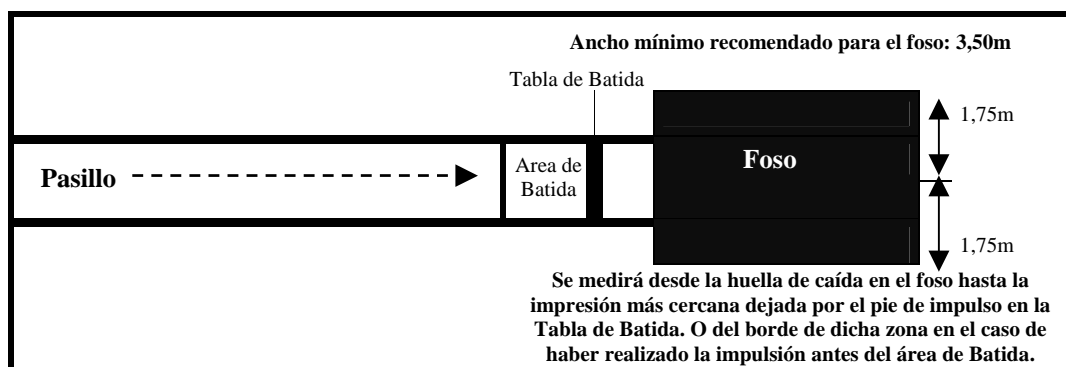 Ancho mínimo recomendado para el foso: 3,50m
Tabla de Batida
1,75m
Pasillo
Area de
Batida
Foso
1,75m
Se medirá desde la huella de caída en el foso hasta la
impresión más cercana dejada por el pie de impulso en la
Tabla de Batida. O del borde de dicha zona en el caso de
haber realizado la impulsión antes del área de Batida.